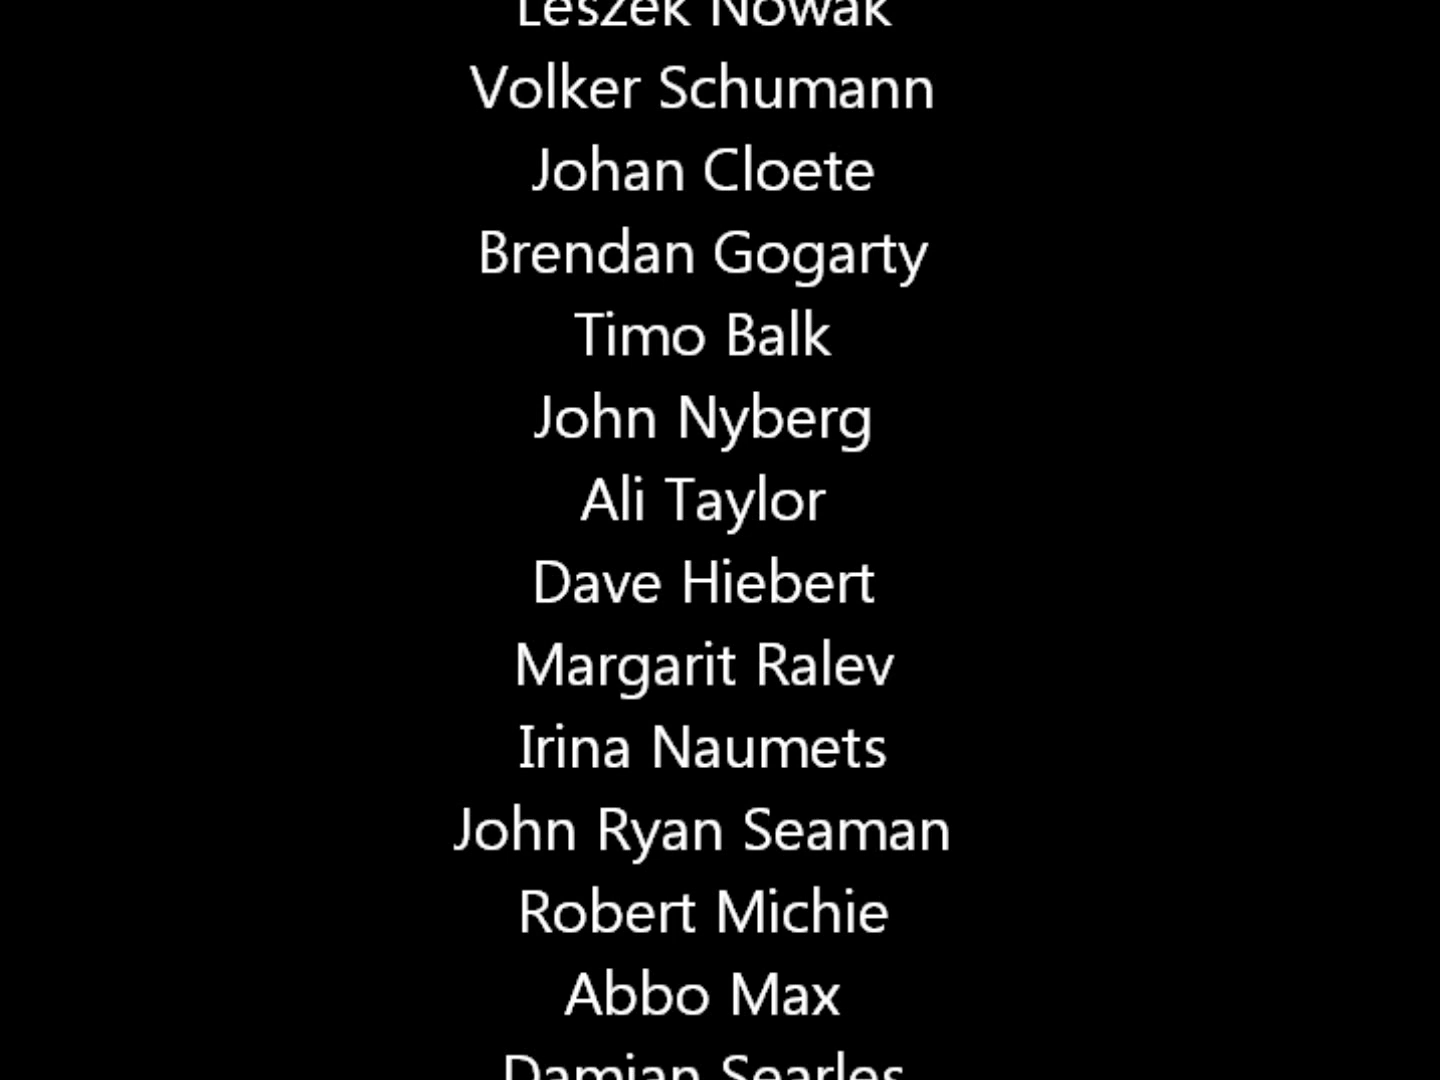 Leszek Nowak
Volker Schumann
Johan Cloete
Brendan Gogarty
Timo Balk
John Nyberg
Ali Taylor
Dave Hiebert
Margarit Ralev
Irina Naumets
John Ryan Seaman
Robert Michie
Abbo Max
Damian Searles